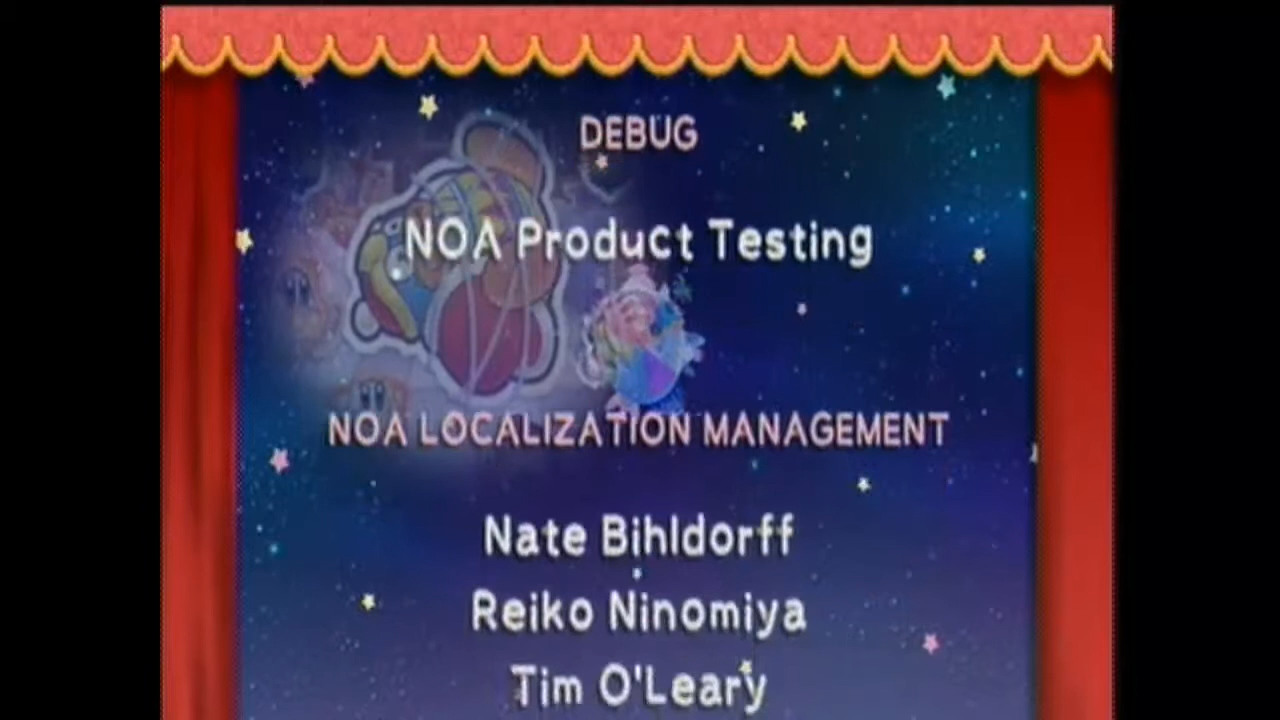 DEBUG
NOA Product Testing
NOA LOCALIZATION MANAGEMENT
Nate Bihldorff
Reiko Ninomiya
Tim O'Leary